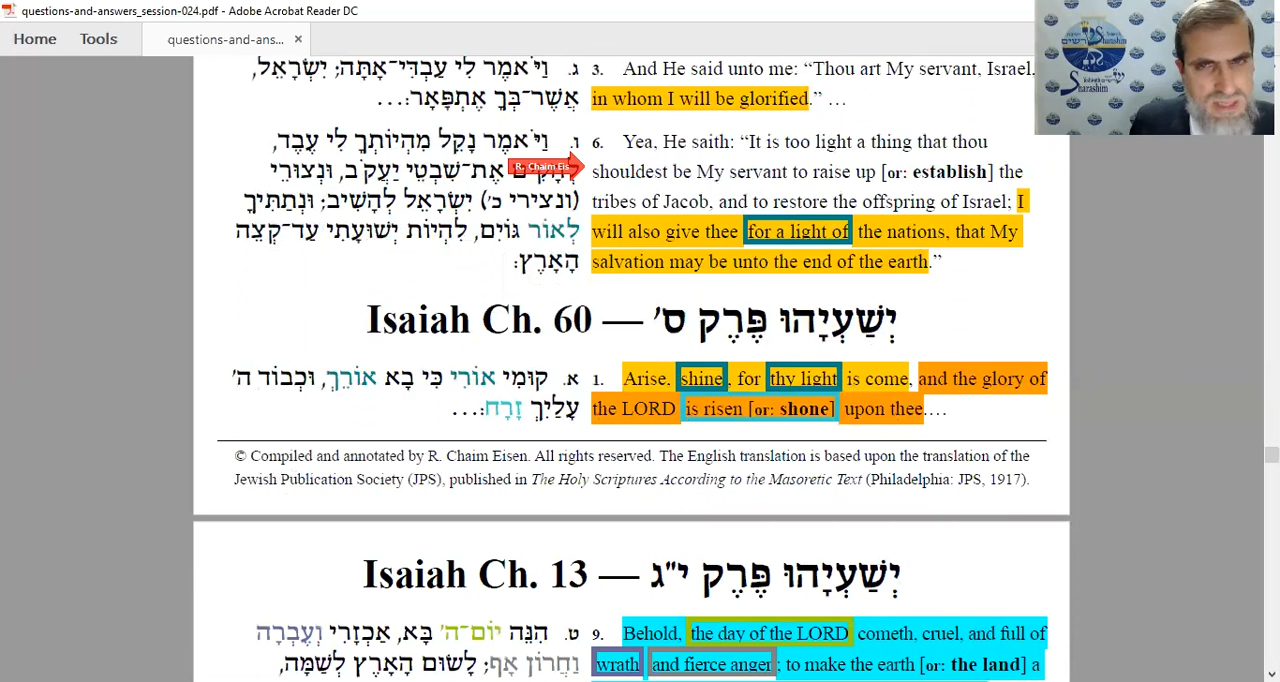 questions-and-answers_session-024.pdf - Adobe Acrobat Reader DC
Home Tools questions-and-ans... ×
ג. וַיֹּאמֶר לִי עַבְדִּי־אָתָּה; יִשְׂרָאֵל,
אֲשֶׁר־בְּךָ אֶתְפָּאָר:...
3. And He said unto me: “Thou art My servant, Israel,
in whom I will be glorified.” …
ו. וַיֹּאמֶר נָקֵל מִהְיוֹתְךָ לִי עֶבֶד,
אֶת־שִׁבְטֵי יַעֲקֹב, וּנְצוּרֵי
(ונצירי כ׳) יִשְׂרָאֵל לְהָשִׁיב; וּנְתַתִּיךָ
לְאוֹר גּוֹיִם, לִהְיוֹת יְשׁוּעָתִי עַד־קְצֵה
הָאָרֶץ:
R. Chaim Eis
6. Yea, He saith: “It is too light a thing that thou
shouldest be My servant to raise up [or: establish] the
tribes of Jacob, and to restore the offspring of Israel; I
will also give thee for a light of the nations, that My
salvation may be unto the end of the earth.”
Isaiah Ch. 60 — יְשַׁעְיָהוּ פֶּרֶק ס׳
א. קוּמִי אוֹרִי כִּי בָא אוֹרֵךְ, וּכְבוֹד ה׳
עָלַיִךְ זָרָח:...
1. Arise, shine, for thy light is come, and the glory of
the LORD is risen [or: shone] upon thee.…
© Compiled and annotated by R. Chaim Eisen. All rights reserved. The English translation is based upon the translation of the
Jewish Publication Society (JPS), published in The Holy Scriptures According to the Masoretic Text (Philadelphia: JPS, 1917).
Isaiah Ch. 13 — יְשַׁעְיָהוּ פֶּרֶק י״ג
ט. הִנֵּה יוֹם־ה׳ בָּא, אַכְזָרִי וְעֶבְרָה
וַחֲרוֹן אָף; לָשׂוּם הָאָרֶץ לְשַׁמָּה,
9. Behold, the day of the LORD cometh, cruel, and full of
wrath and fierce anger; to make the earth [or: the land] a
Sharashim
Yeshivath Sharashim